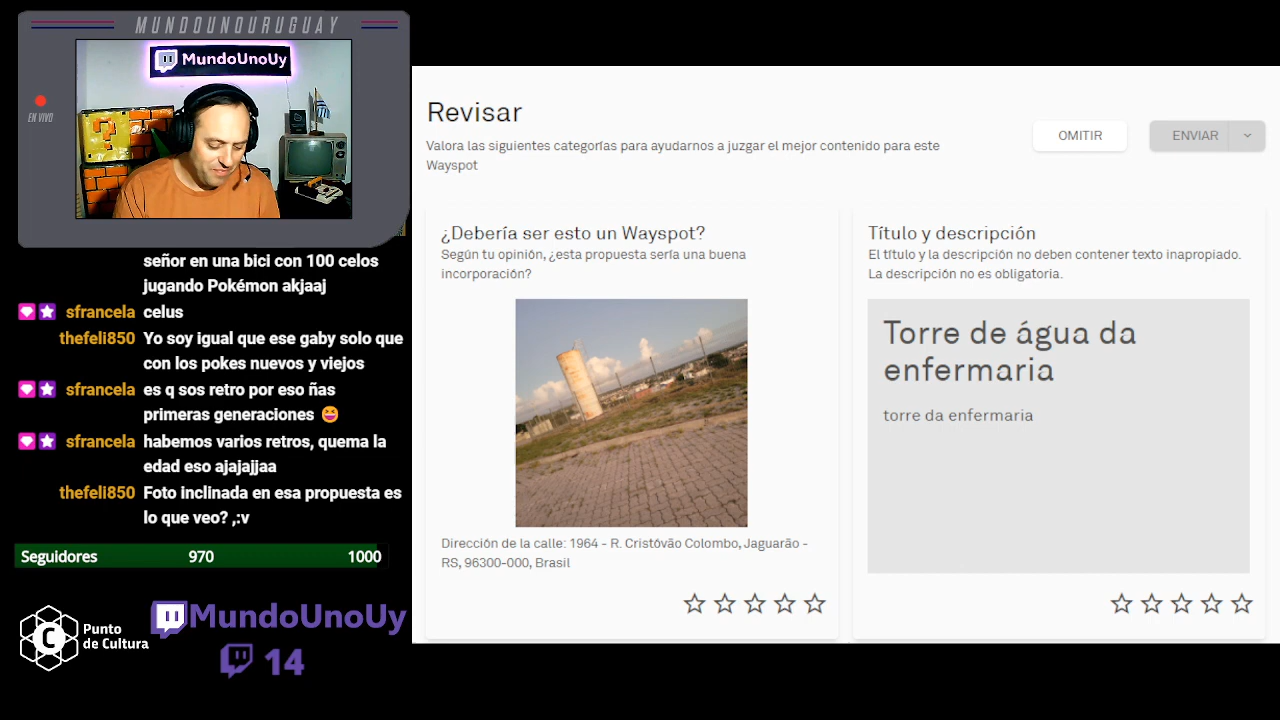 MUNDOUNOURUGUAY
MundoUnoUy
EN VIVO
señor en una bici con 100 celos
jugando Pokémon akjaaj
sfrancela celus
thefeli850 Yo soy igual que ese gaby solo que
con los pokes nuevos y viejos
sfrancela es q sos retro por eso ñas
primeras generaciones 😆
sfrancela habemos varios retros, quema la
edad eso ajajajjaa
thefeli850 Foto inclinada en esa propuesta es
lo que veo? ,:v
Seguidores 970 1000
C Punto
de Cultura
MundoUnoUy
14
Revisar
Valora las siguientes categorías para ayudarnos a juzgar el mejor contenido para este
Wayspot
OMITIR
ENVIAR
¿Debería ser esto un Wayspot?
Según tu opinión, ¿esta propuesta sería una buena
incorporación?
Dirección de la calle: 1964 - R. Cristóvão Colombo, Jaguarão -
RS, 96300-000, Brasil
Título y descripción
El título y la descripción no deben contener texto inapropiado.
La descripción no es obligatoria.
Torre de água da
enfermaria
torre da enfermaria